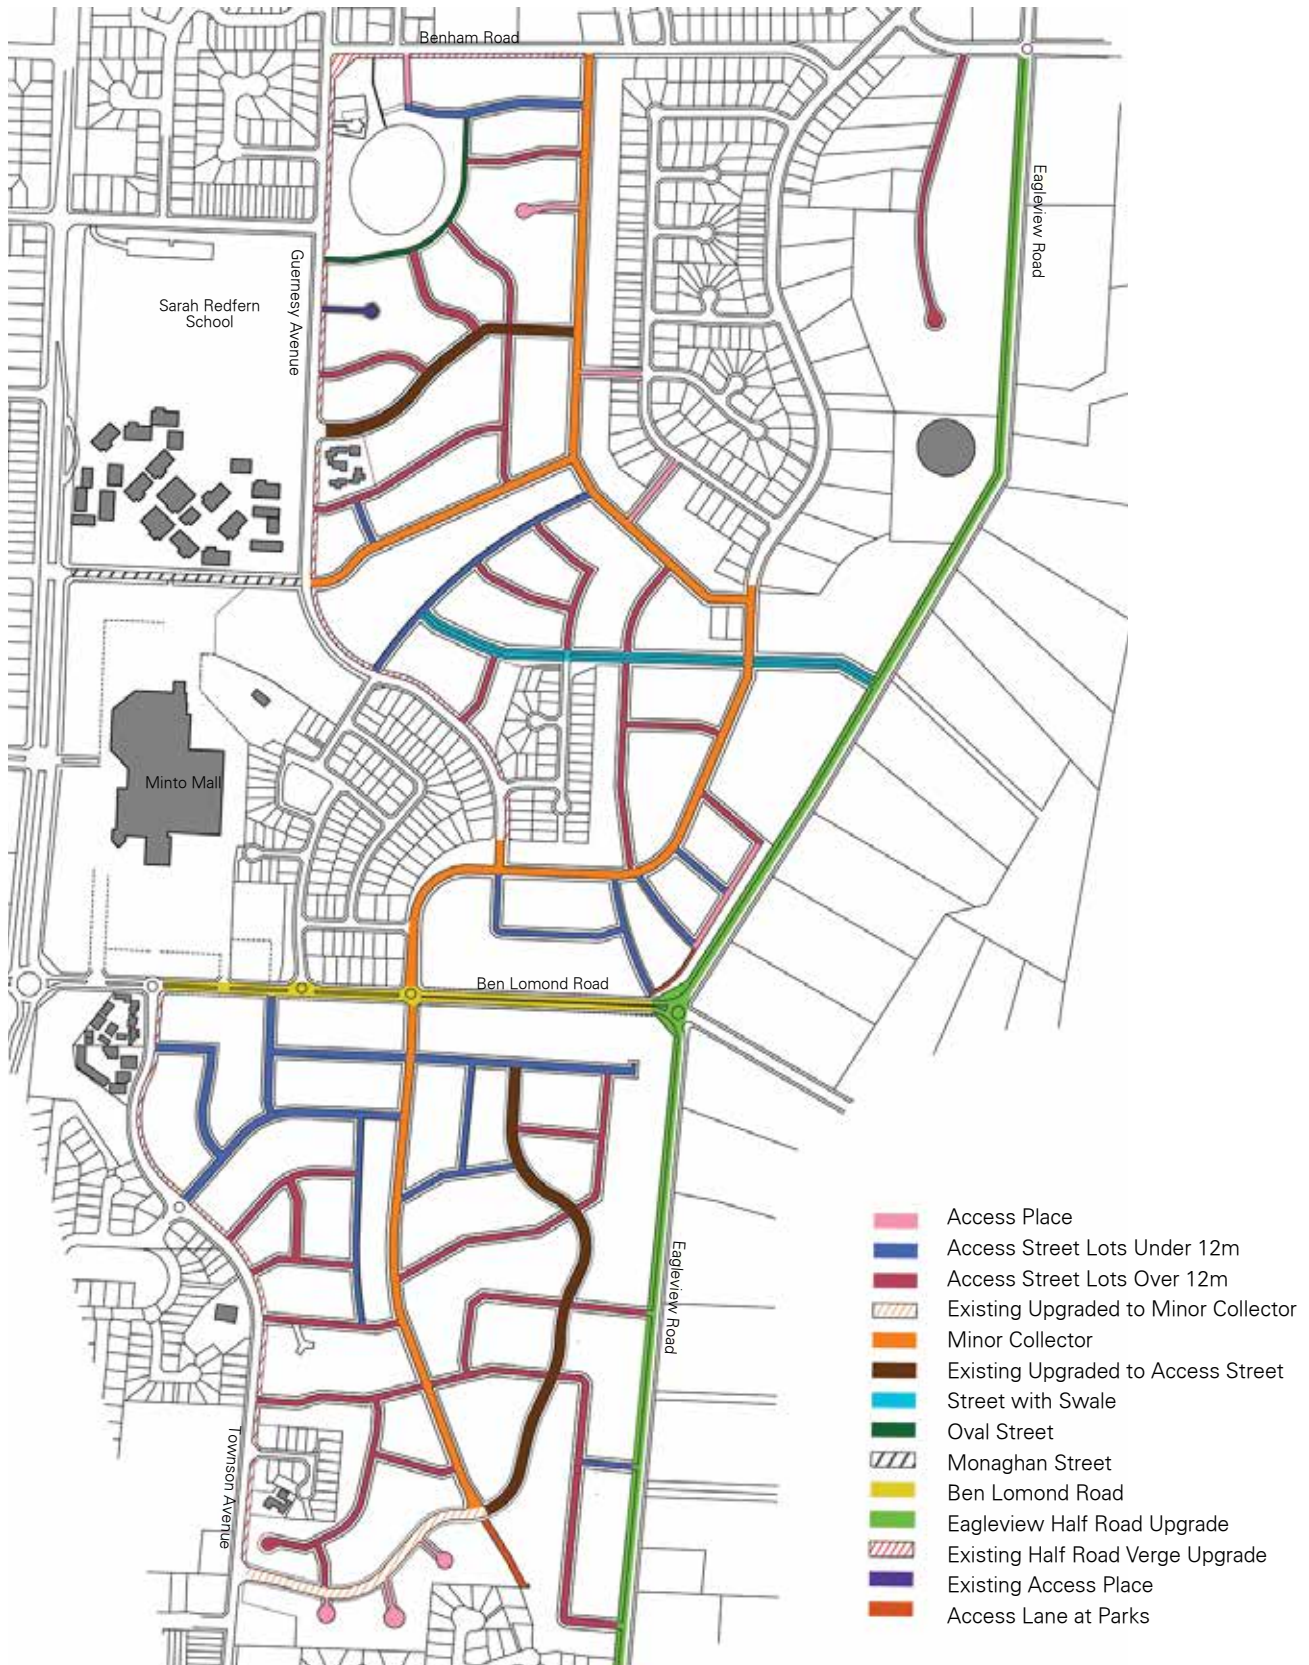 Benham Road
Eagleview Road
Guernesy Avenue
Sarah Redfern
School
Minto Mall
Ben Lomond Road
Eagleview Road
Townson Avenue
Access Place
Access Street Lots Under 12m
Access Street Lots Over 12m
Existing Upgraded to Minor Collector
Minor Collector
Existing Upgraded to Access Street
Street with Swale
Oval Street
Monaghan Street
Ben Lomond Road
Eagleview Half Road Upgrade
Existing Half Road Verge Upgrade
Existing Access Place
Access Lane at Parks